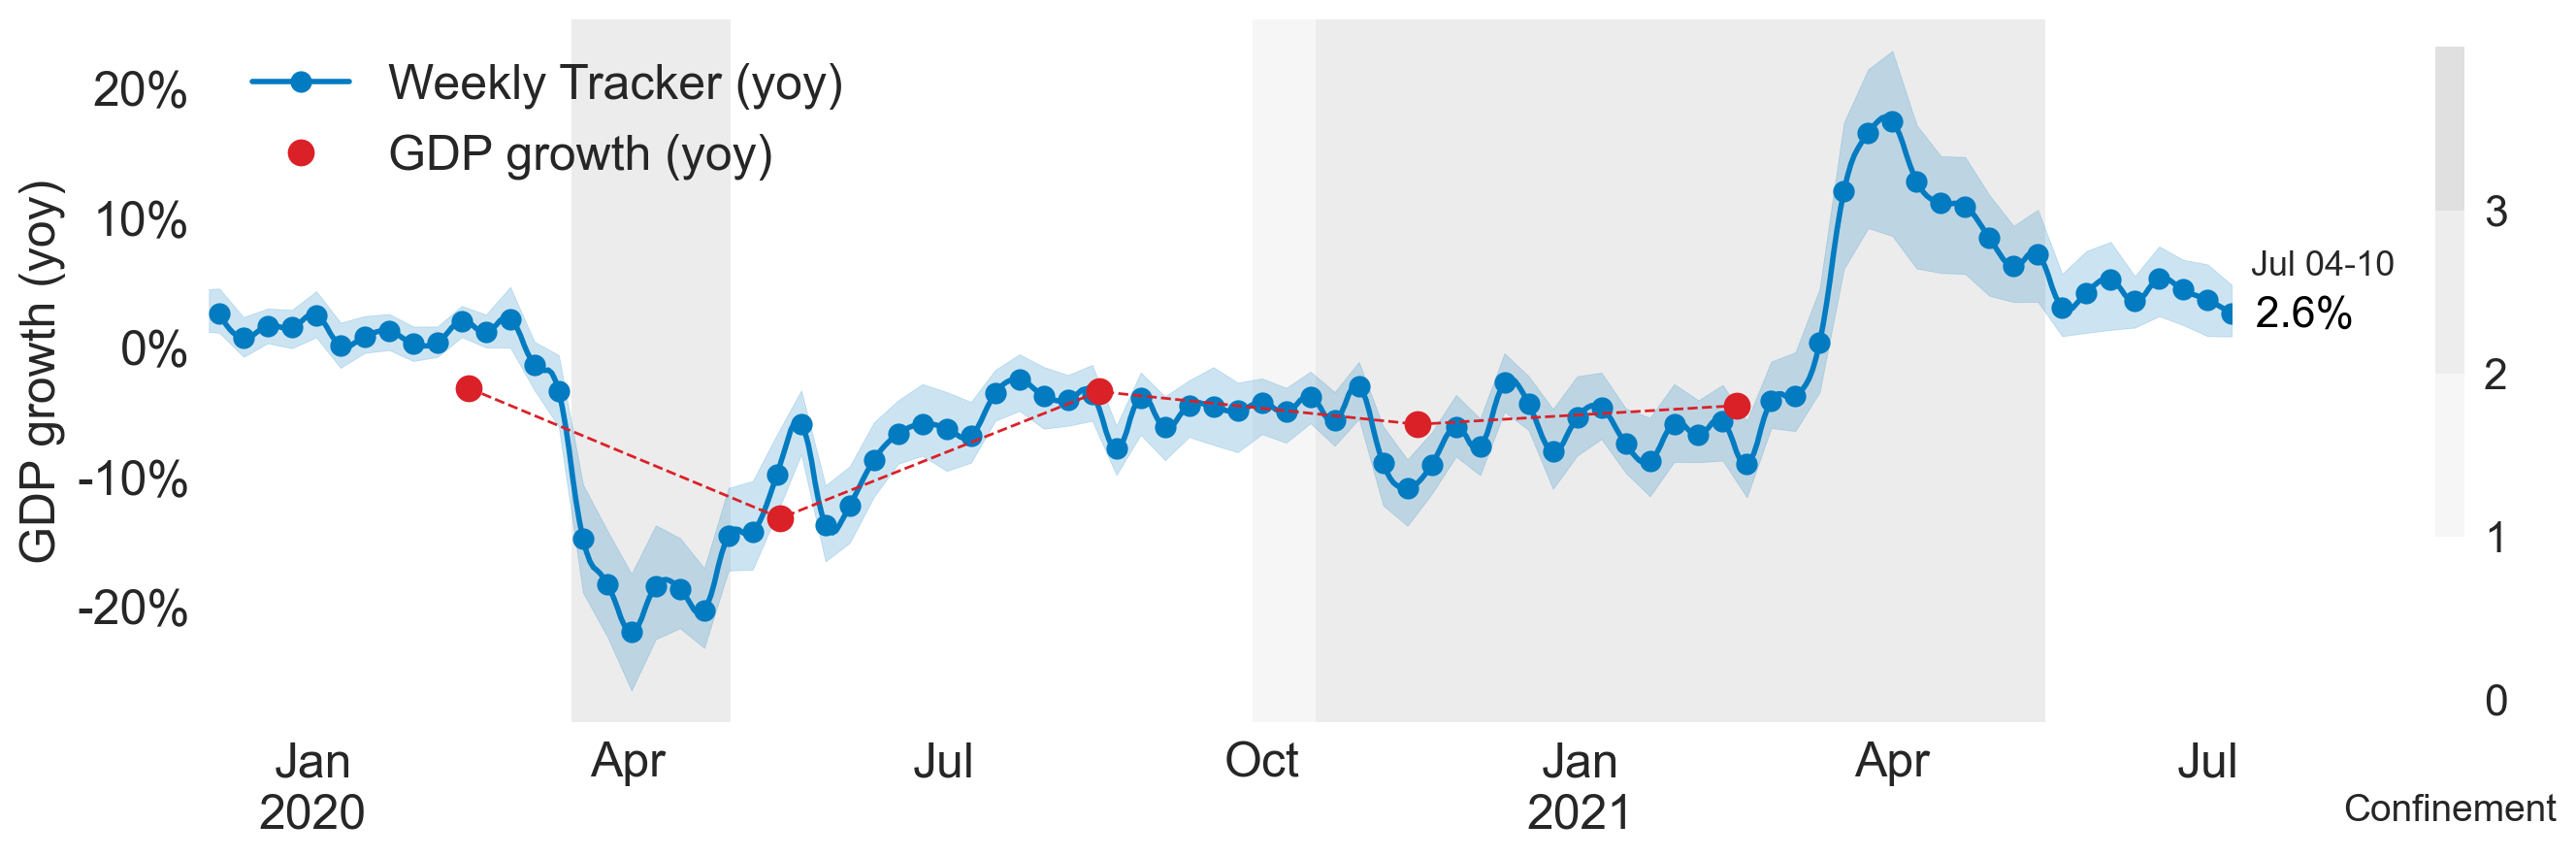 Weekly Tracker (yoy)
GDP growth (yoy)
GDP growth (yoy)
20%
10%
0%
-10%
-20%
Jul 04-10
2.6%
3
2
1
0
Jan
2020
Apr
Jul
Oct
Jan
2021
Apr
Jul
Confinement